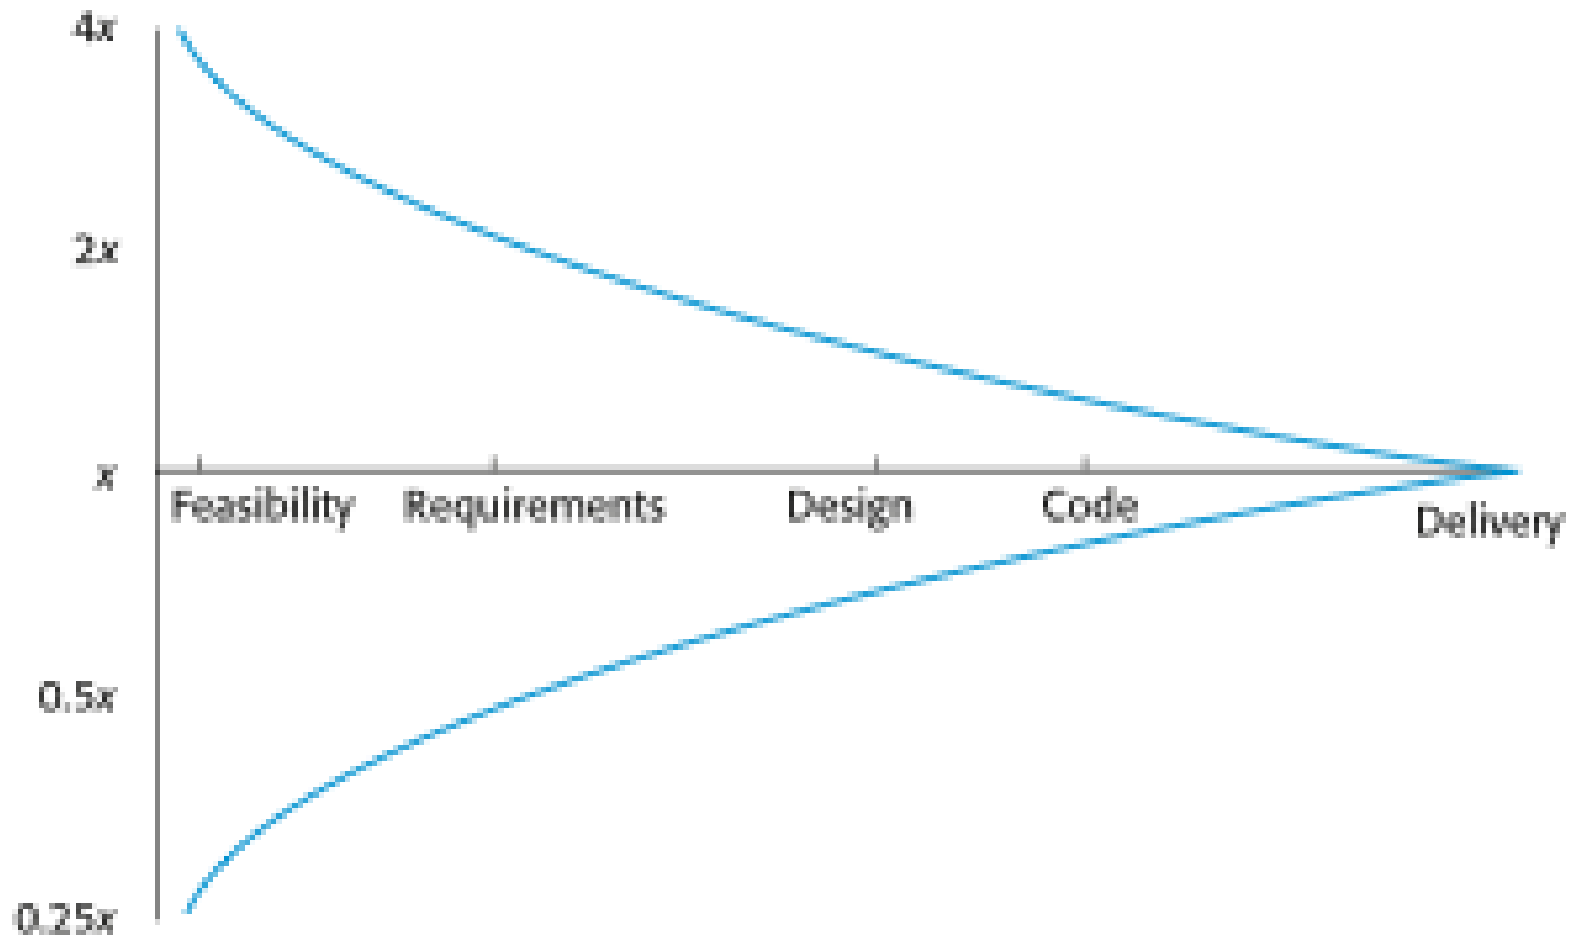 4x
2x
x
Feasibility Requirements Design Code
Delivery
0.5x
0.25x